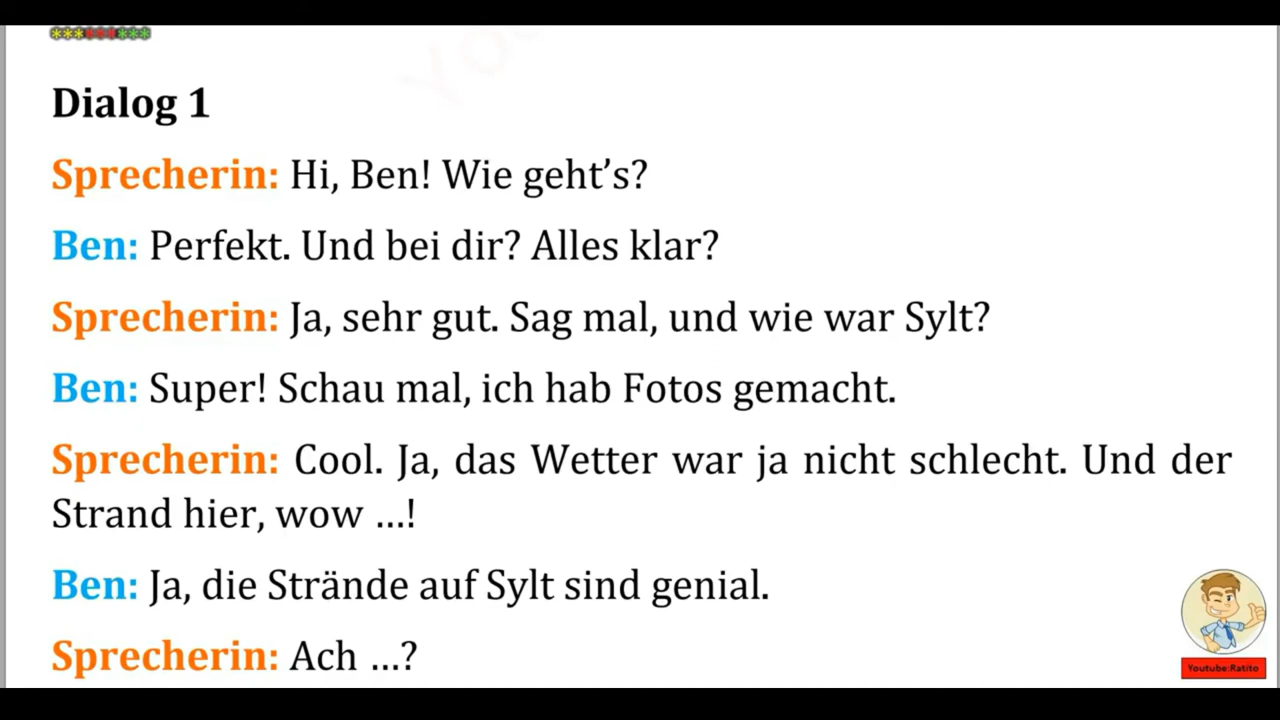 *********
Dialog 1
Sprecherin: Hi, Ben! Wie geht’s?
Ben: Perfekt. Und bei dir? Alles klar?
Sprecherin: Ja, sehr gut. Sag mal, und wie war Sylt?
Ben: Super! Schau mal, ich hab Fotos gemacht.
Sprecherin: Cool. Ja, das Wetter war ja nicht schlecht. Und der
Strand hier, wow …!
Ben: Ja, die Strände auf Sylt sind genial.
Sprecherin: Ach …?
Youtube:Ratito